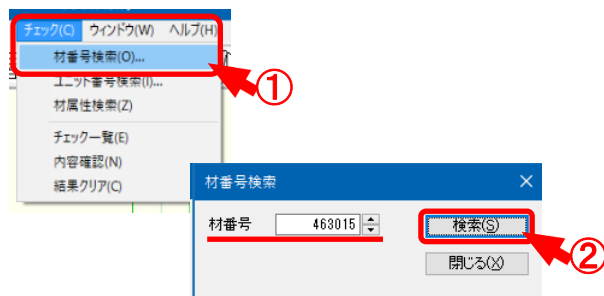 チェック(C) ウィンドウ(W) ヘルプ(H)
材番号検索(O)...
①
ユニット番号検索(I)...
材属性検索(Z)
チェック一覧(E)
内容確認(N)
結果クリア(C)
材番号検索
材番号 463015 検索(S)
②
閉じる(X)